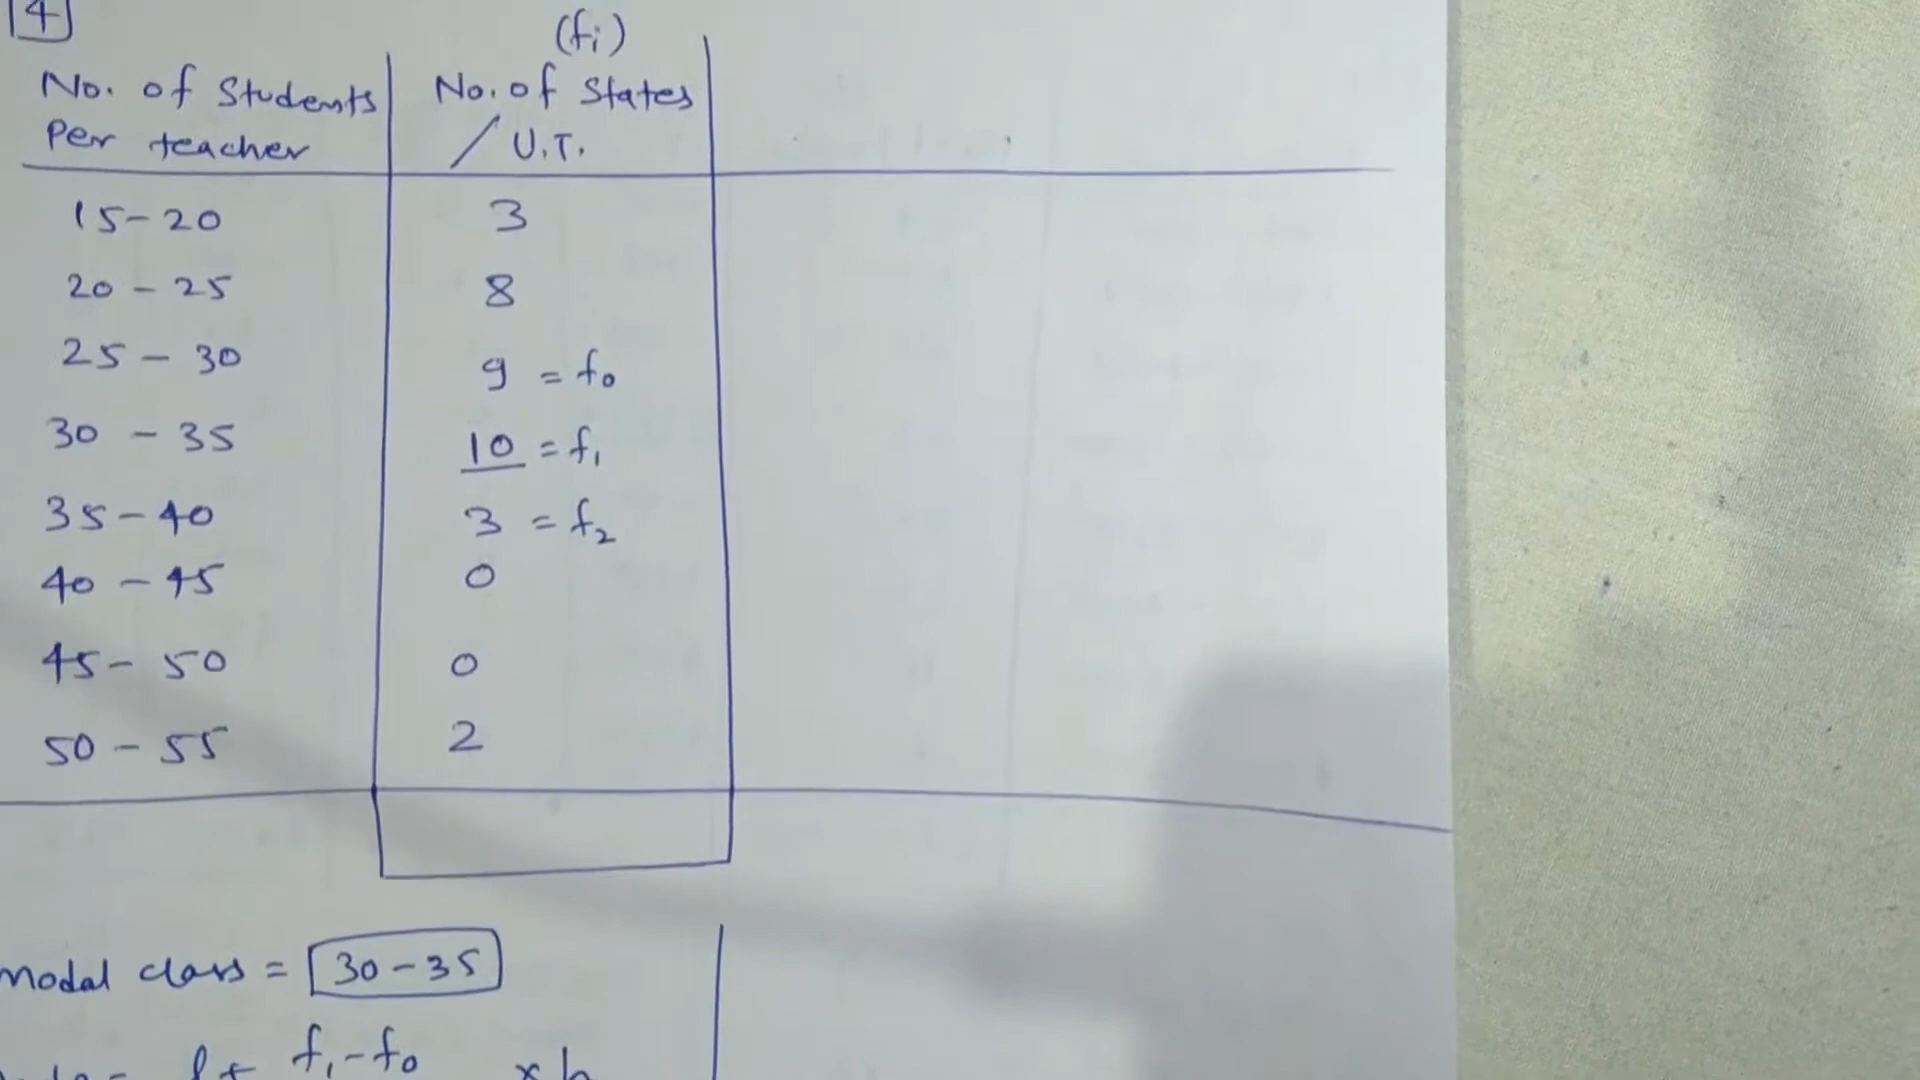 4
(fi)
No. of Students Per teacher | No. of States / U.T.
15-20 3
20 - 25 8
25 - 30 9 = f₀
30 - 35 10 = f₁
35-40 3 = f₂
40 - 45 0
45- 50 0
50 - 55 2
modal class = 30-35
l + f₁-f₀ × h